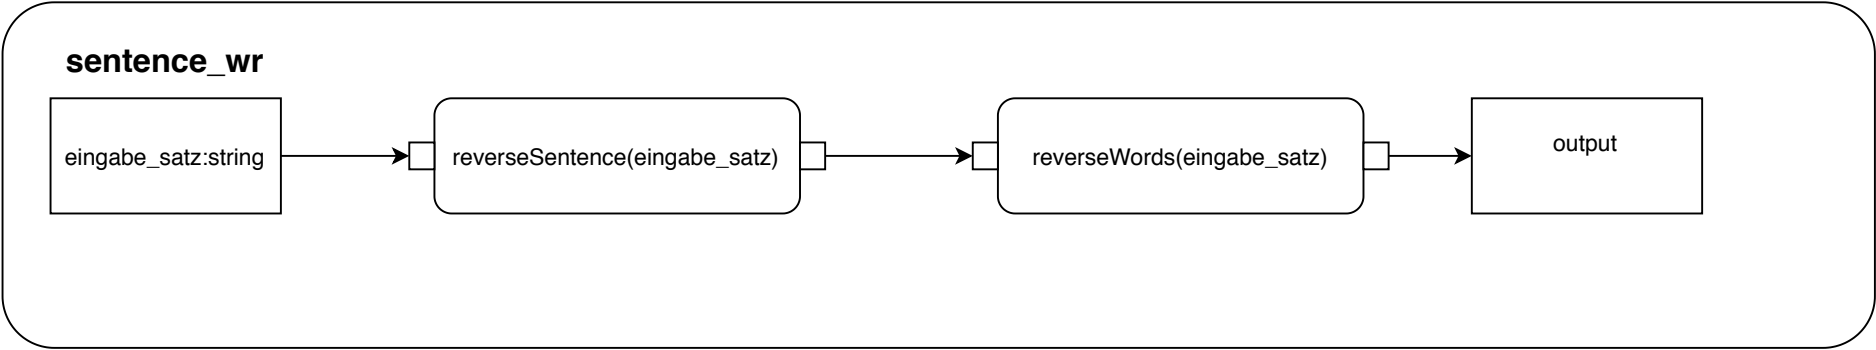 sentence_wr
eingabe_satz:string
reverseSentence(eingabe_satz)
reverseWords(eingabe_satz)
output